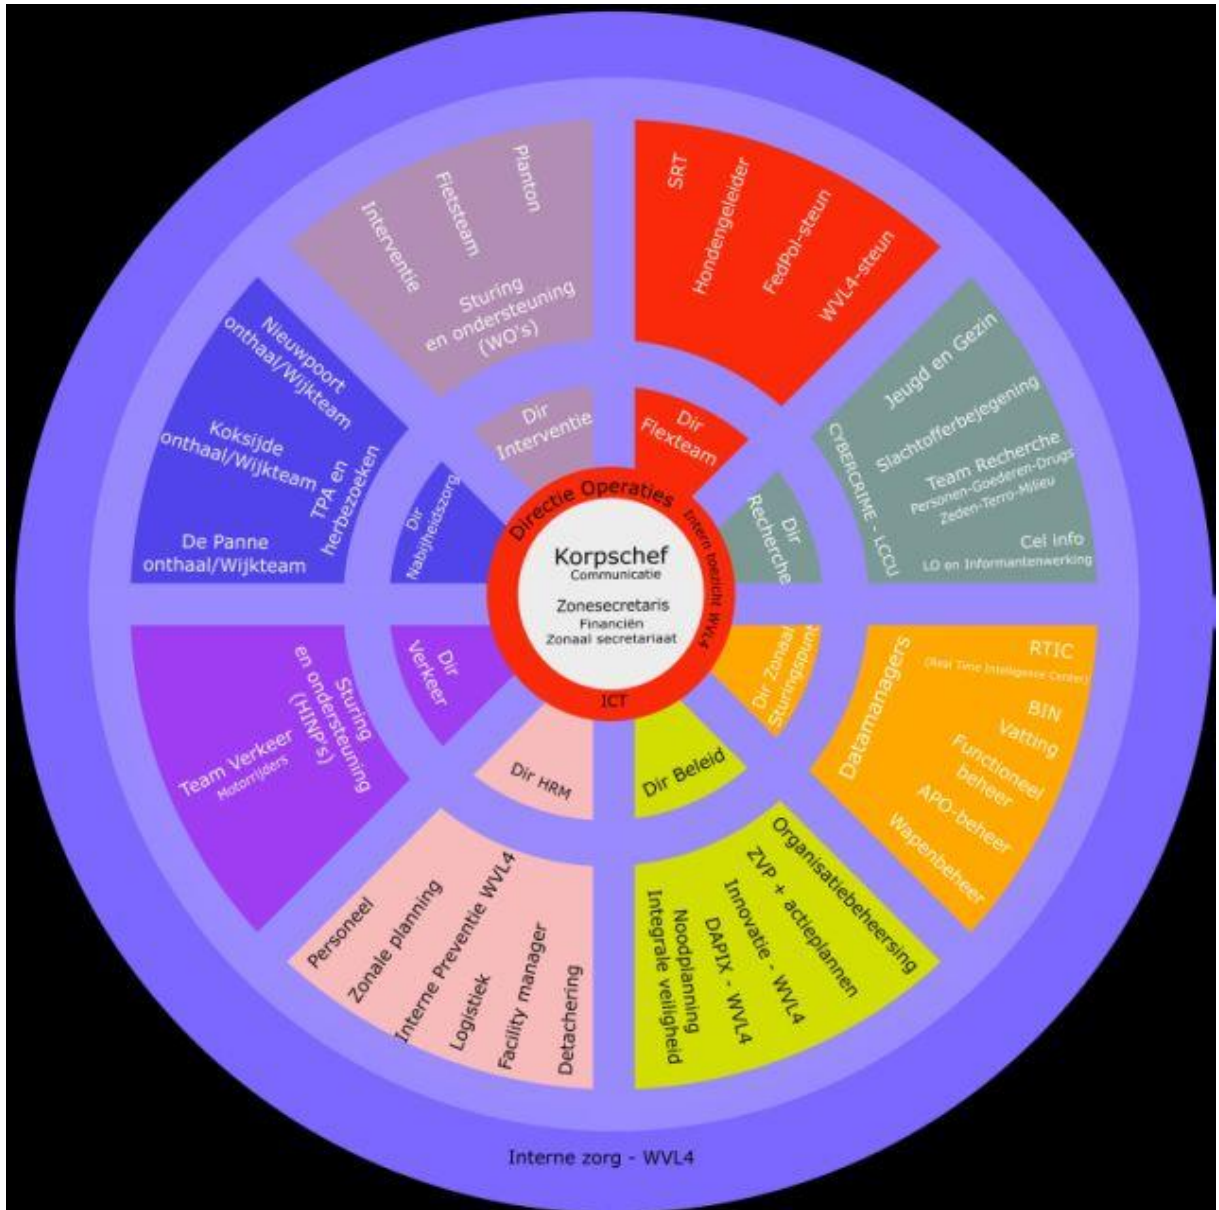 Korpschef
Communicatie
Zonesecretaris
Financiën
Zonaal secretariaat
Directie Operaties
Intern toezicht WVL4
ICT
Dir
Interventie
Planton
Fietsteam
Interventie
Sturing
en ondersteuning
(WO's)
Dir
Flexteam
SRT
Hondengeleider
FedPol-steun
WVL4-steun
Dir
Recherche
Jeugd en Gezin
Slachtofferbejegening
Team Recherche
Personen-Goederen-Drugs
Zeden-Terro-Milieu
Cel info
LO en Informantenwerking
CYBERCRIME - LCCU
Dir Zonaal
Sturingspunt
Datamanagers
RTIC
(Real Time Intelligence Center)
BIN
Vatting
Functioneel
beheer
APO-beheer
Wapenbeheer
Dir Beleid
Organisatiebeheersing
ZVP + actieplannen
Innovatie - WVL4
DAPIX - WVL4
Noodplanning
Integrale veiligheid
Dir HRM
Personeel
Zonale planning
Interne Preventie WVL4
Logistiek
Facility manager
Detachering
Dir
Verkeer
Sturing
en ondersteuning
(HINP's)
Team Verkeer
Motorrijders
Dir
Nabijheidszorg
Nieuwpoort
onthaal/Wijkteam
Koksijde
onthaal/Wijkteam
TPA en
herbezoeken
De Panne
onthaal/Wijkteam
Interne zorg - WVL4